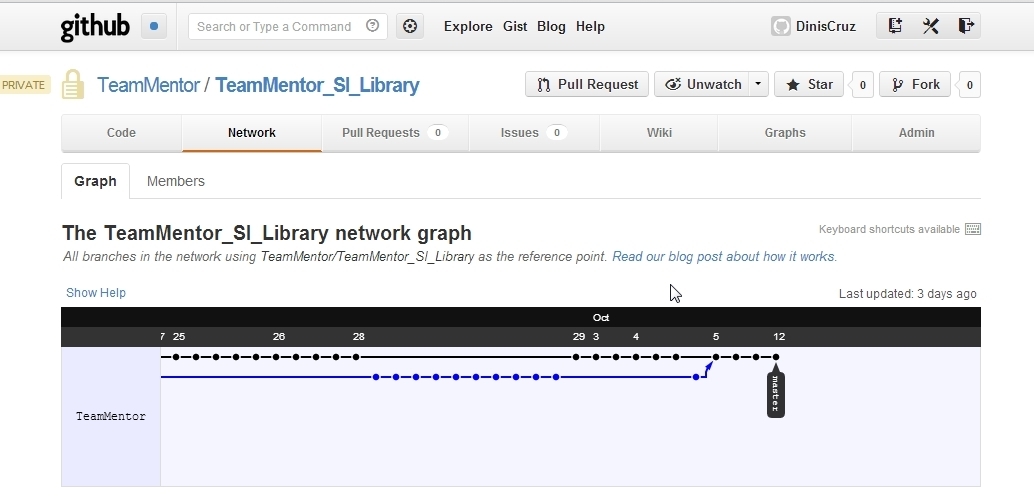 github Search or Type a Command Explore Gist Blog Help DinisCruz
PRIVATE TeamMentor / TeamMentor_SI_Library Pull Request Unwatch Star 0 Fork 0
Code Network Pull Requests 0 Issues 0 Wiki Graphs Admin
Graph Members
The TeamMentor_SI_Library network graph Keyboard shortcuts available
All branches in the network using TeamMentor/TeamMentor_SI_Library as the reference point. Read our blog post about how it works.
Show Help Last updated: 3 days ago
Oct
7 25 26 28 29 3 4 5 12
master
TeamMentor